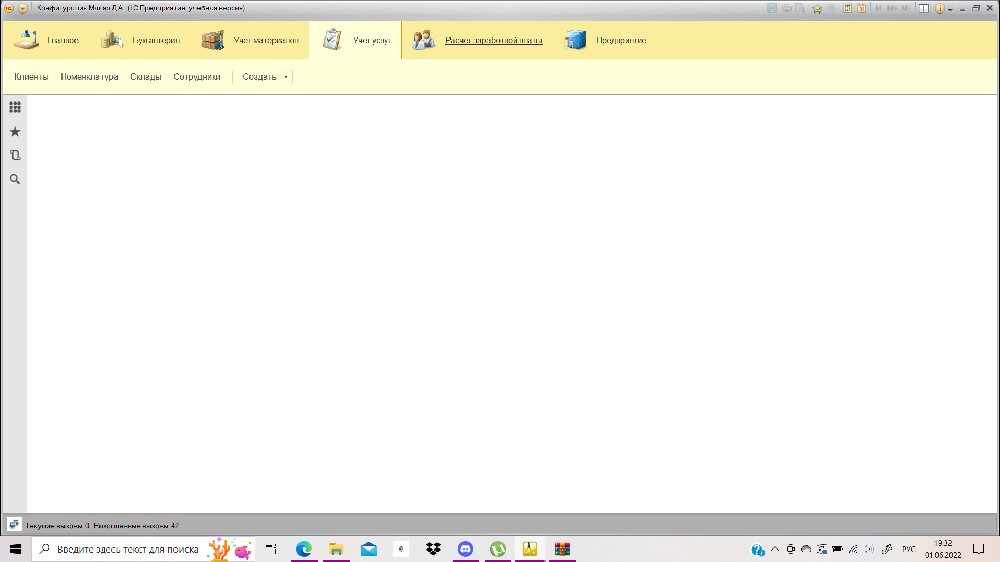 Конфигурация Маляр Д.А. (1С:Предприятие, учебная версия)
M M+ M-
Главное Бухгалтерия Учет материалов Учет услуг Расчет заработной платы Предприятие
Клиенты Номенклатура Склады Сотрудники Создать
Текущие вызовы: 0 Накопленные вызовы: 42
Введите здесь текст для поиска
a
РУС
19:32
01.06.2022
31